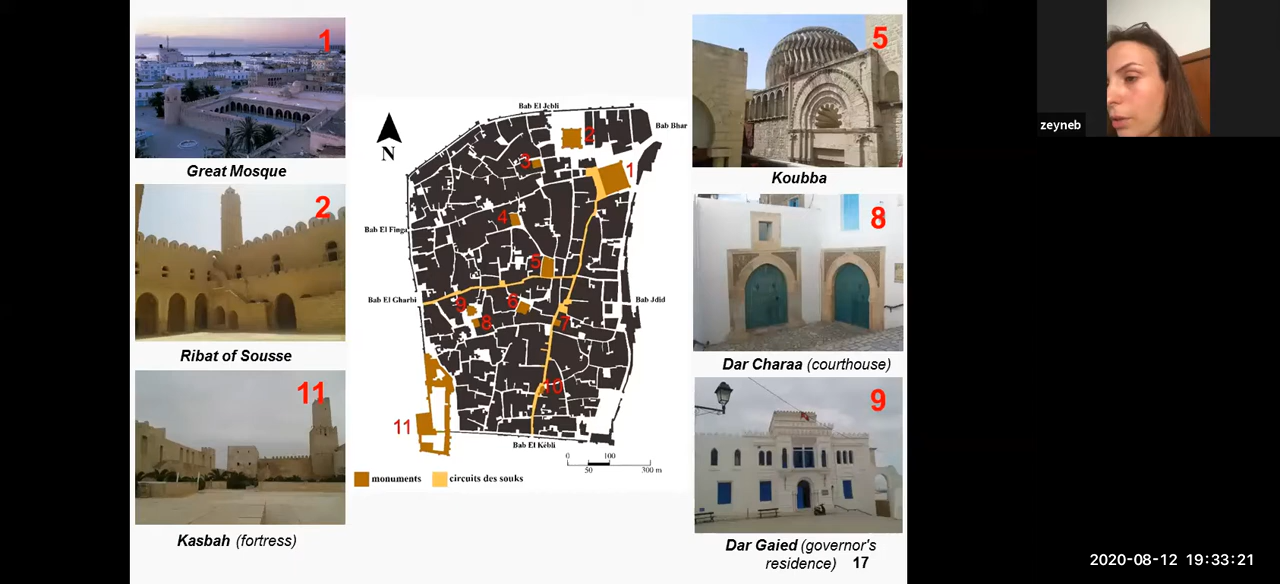 1
Great Mosque
2
Ribat of Sousse
11
Kasbah (fortress)
Bab El Jebli
Bab Bhar
N
2
3
1
4
Bab El Finga
5
Bab El Gharbi
Bab Jdid
9
6
8
7
10
11
Bab El Kébli
0
100
50
300 m
monuments
circuits des souks
5
Koubba
8
Dar Charaa (courthouse)
9
Dar Gaied (governor's
residence)
17
zeyneb
2020-08-12 19:33:21